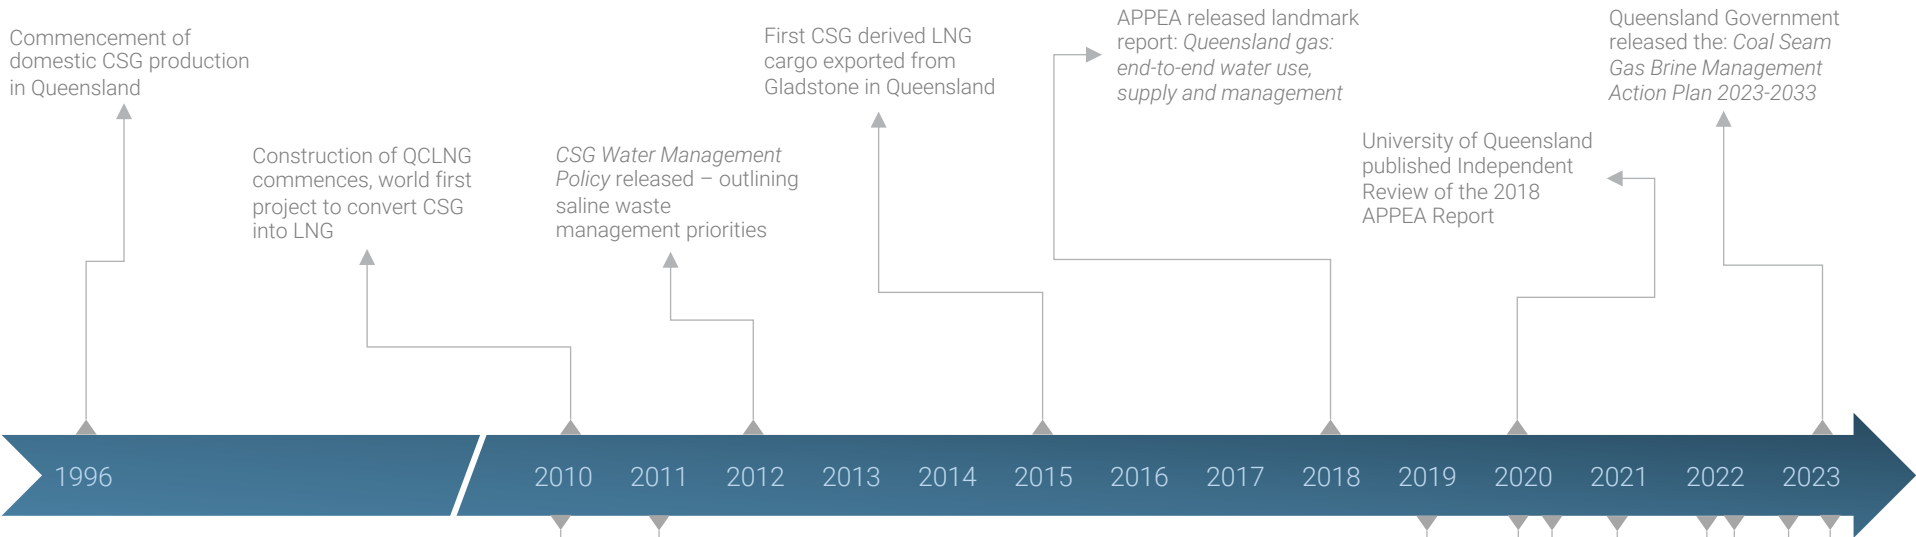 Commencement of
domestic CSG production
in Queensland
Construction of QCLNG
commences, world first
project to convert CSG
into LNG
CSG Water Management
Policy released – outlining
saline waste
management priorities
First CSG derived LNG
cargo exported from
Gladstone in Queensland
APPEA released landmark
report: Queensland gas:
end-to-end water use,
supply and management
University of Queensland
published Independent
Review of the 2018
APPEA Report
Queensland Government
released the: Coal Seam
Gas Brine Management
Action Plan 2023-2033
1996
2010
2011
2012
2013
2014
2015
2016
2017
2018
2019
2020
2021
2022
2023